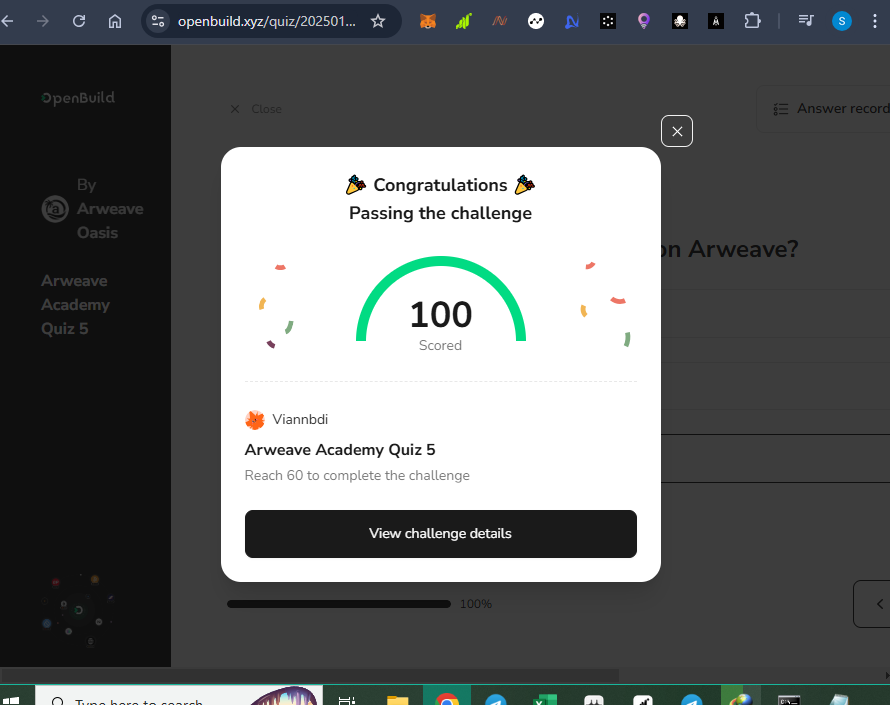 openbuild.xyz/quiz/202501...
S
OpenBuild
Close
Answer record
By
Arweave
Oasis
Arweave
Academy
Quiz 5
on Arweave?
Congratulations
Passing the challenge
100
Scored
Viannbdi
Arweave Academy Quiz 5
Reach 60 to complete the challenge
View challenge details
100%
Type here to search